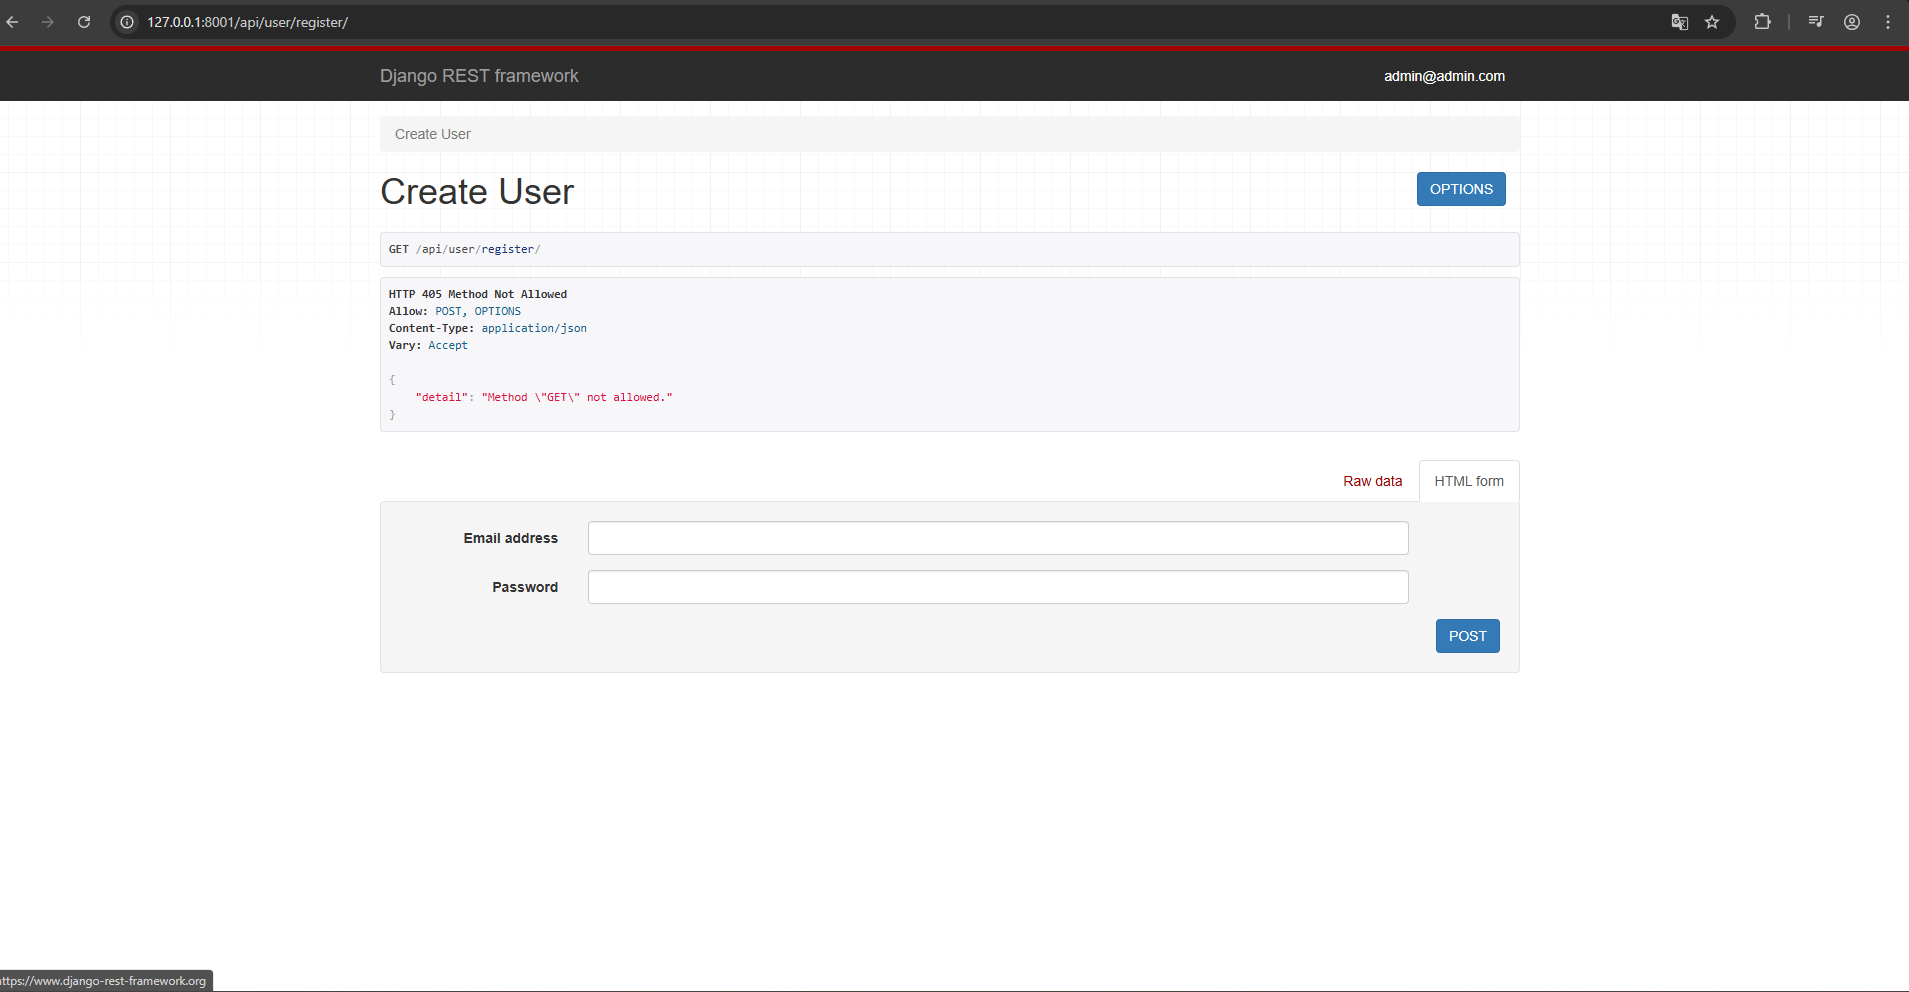 127.0.0.1:8001/api/user/register/
Django REST framework
admin@admin.com
Create User
Create User
OPTIONS
GET /api/user/register/
HTTP 405 Method Not Allowed
Allow: POST, OPTIONS
Content-Type: application/json
Vary: Accept
{
"detail": "Method \"GET\" not allowed."
}
Raw data
HTML form
Email address
Password
POST
ttps://www.django-rest-framework.org